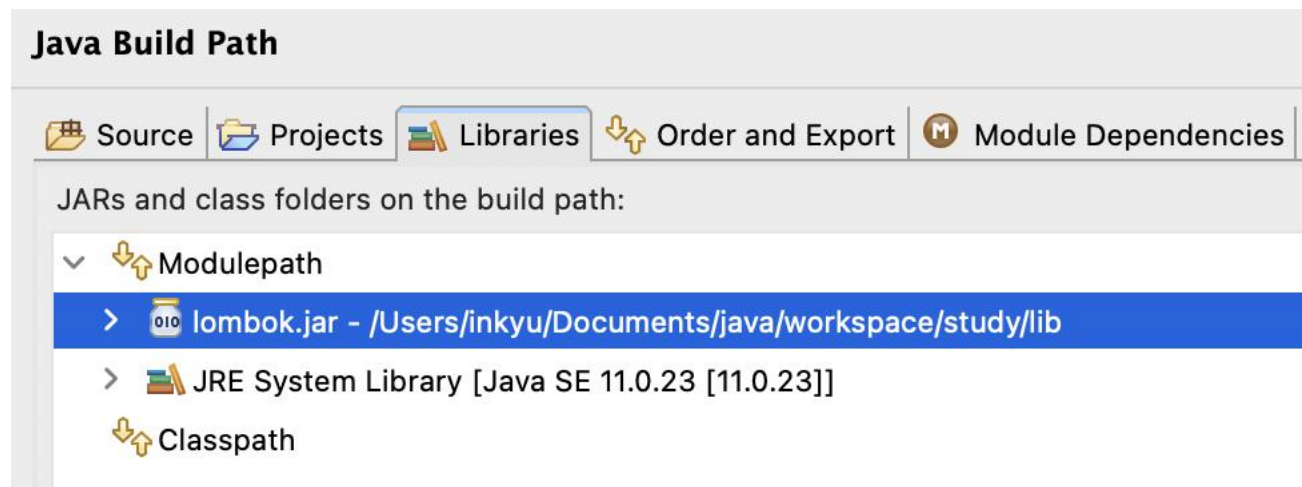 Java Build Path
Source Projects Libraries Order and Export M Module Dependencies
JARs and class folders on the build path:
Modulepath
010 lombok.jar - /Users/inkyu/Documents/java/workspace/study/lib
JRE System Library [Java SE 11.0.23 [11.0.23]]
Classpath